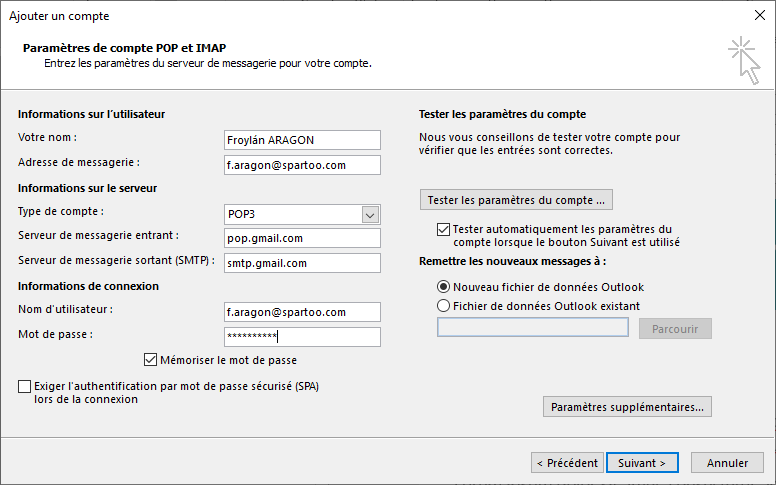 Ajouter un compte
Paramètres de compte POP et IMAP
Entrez les paramètres du serveur de messagerie pour votre compte.
Informations sur l'utilisateur
Votre nom :
Froylán ARAGON
Adresse de messagerie :
f.aragon@spartoo.com
Informations sur le serveur
Type de compte :
POP3
Serveur de messagerie entrant :
pop.gmail.com
Serveur de messagerie sortant (SMTP) :
smtp.gmail.com
Informations de connexion
Nom d'utilisateur :
f.aragon@spartoo.com
Mot de passe :
**********
Mémoriser le mot de passe
Exiger l'authentification par mot de passe sécurisé (SPA)
lors de la connexion
Tester les paramètres du compte
Nous vous conseillons de tester votre compte pour
vérifier que les entrées sont correctes.
Tester les paramètres du compte ...
Tester automatiquement les paramètres du
compte lorsque le bouton Suivant est utilisé
Remettre les nouveaux messages à :
Nouveau fichier de données Outlook
Fichier de données Outlook existant
Parcourir
Paramètres supplémentaires...
< Précédent
Suivant >
Annuler